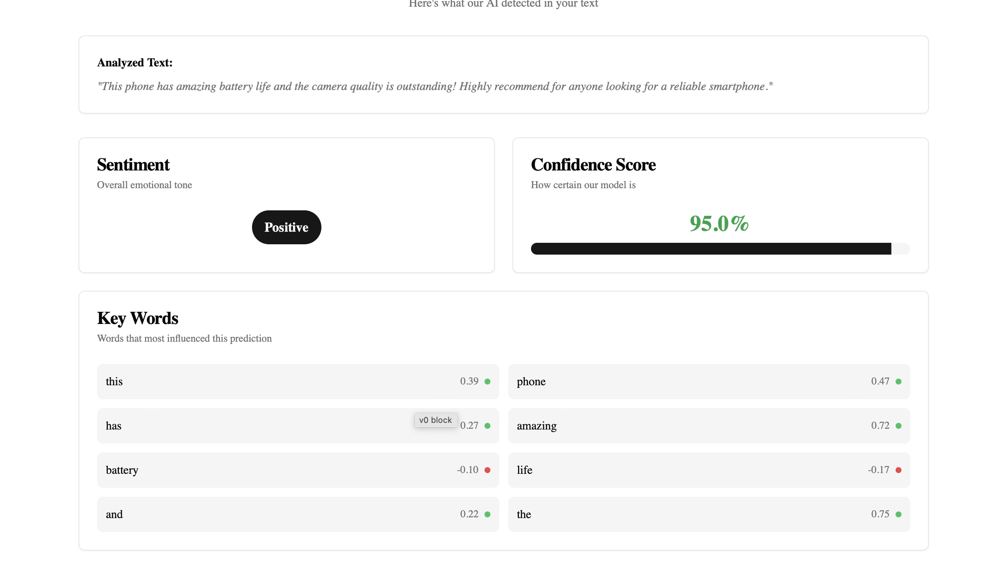 Here's what our AI detected in your text
Analyzed Text:
"This phone has amazing battery life and the camera quality is outstanding! Highly recommend for anyone looking for a reliable smartphone."
Sentiment
Overall emotional tone
Positive
Confidence Score
How certain our model is
95.0%
Key Words
Words that most influenced this prediction
this 0.39
phone 0.47
has 0.27
v0 block
amazing 0.72
battery -0.10
life -0.17
and 0.22
the 0.75